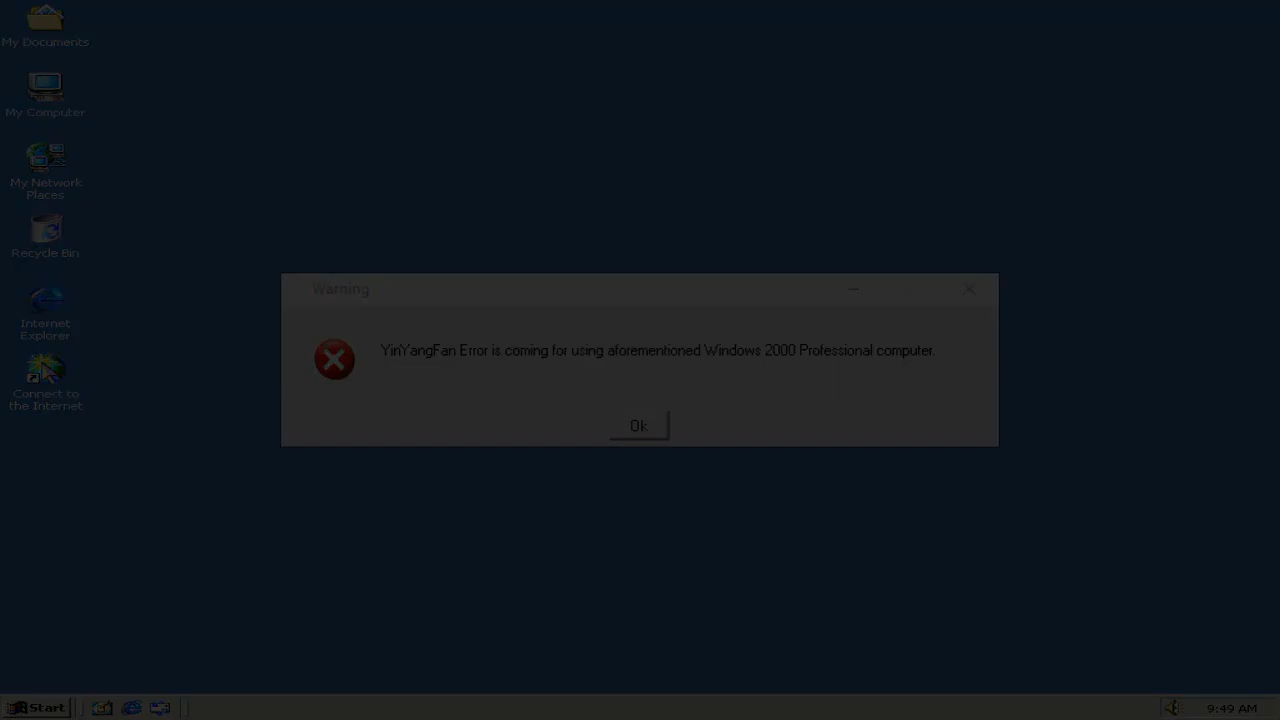 My Documents
My Computer
My Network
Places
Recycle Bin
Internet
Explorer
Connect to
the Internet
Warning
YinYangFan Error is coming for using aforementioned Windows 2000 Professional computer.
Ok
Start
9:49 AM